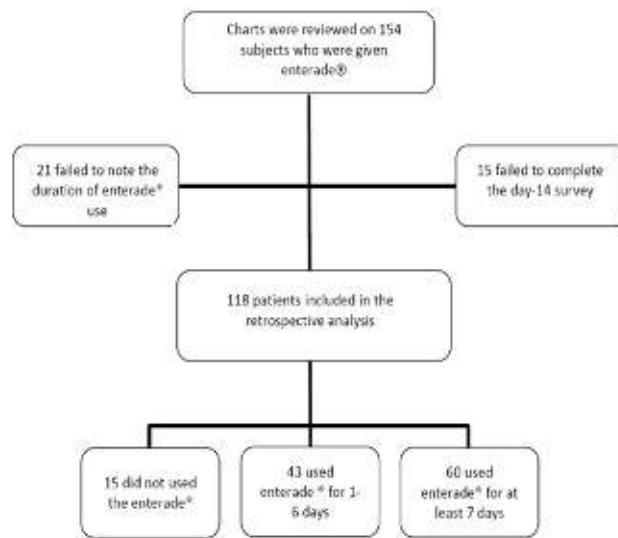 Charts were reviewed on 154
subjects who were given
enterade®
21 failed to note the
duration of enterade®
use
15 failed to complete
the day-14 survey
118 patients included in the
retrospective analysis
15 did not used
the enterade®
43 used
enterade ® for 1-
6 days
60 used
enterade® for at
least 7 days